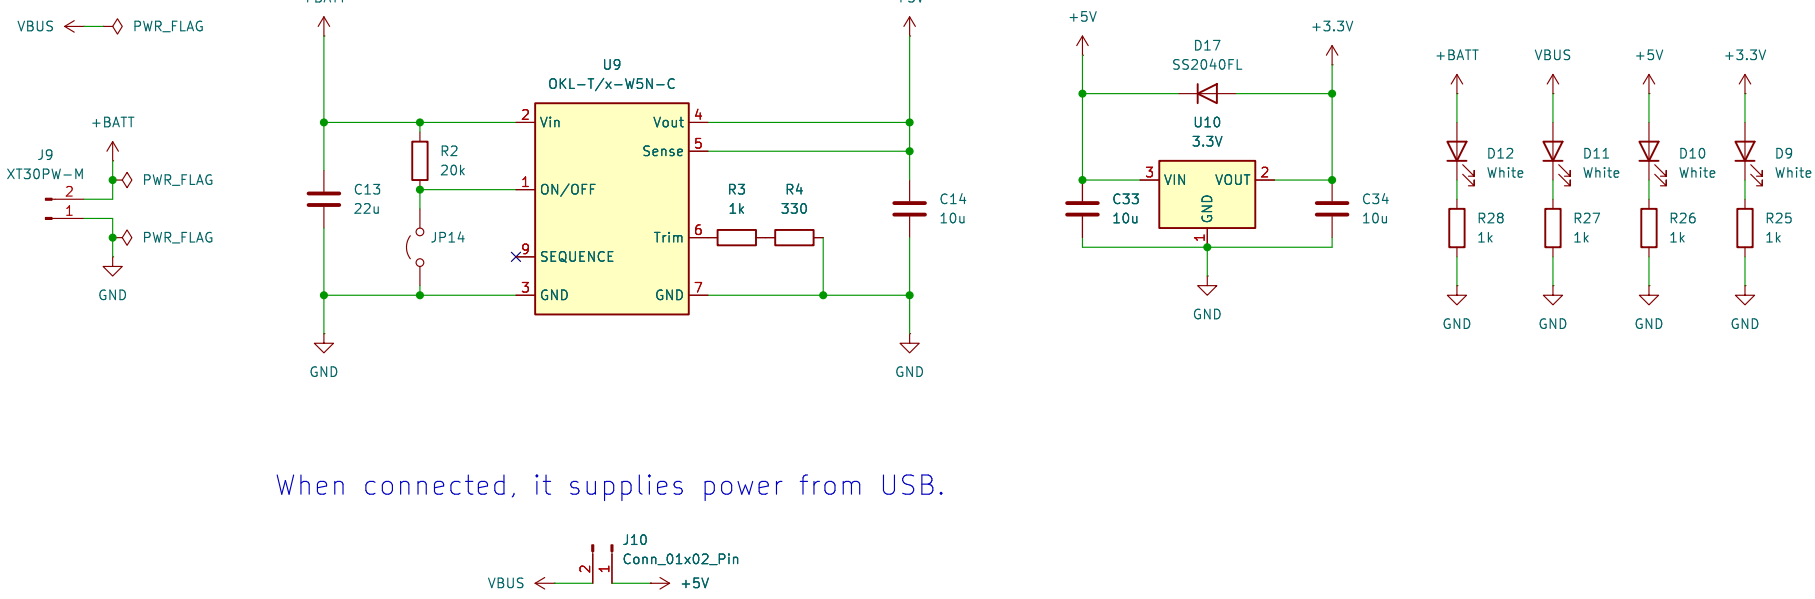 VBUS
PWR_FLAG
+BATT
J9
XT30PW-M
2
1
PWR_FLAG
PWR_FLAG
GND
+BATT
U9
OKL-T/x-W5N-C
2
Vin
1
ON/OFF
9
SEQUENCE
3
GND
Vout
4
Sense
5
Trim
6
GND
7
R2
20k
JP14
C13
22u
GND
R3
1k
R4
330
+5V
C14
10u
GND
+5V
+3.3V
D17
SS2040FL
U10
3.3V
3
VIN
VOUT
2
GND
1
C33
10u
C34
10u
GND
+BATT
D12
White
R28
1k
GND
VBUS
D11
White
R27
1k
GND
+5V
D10
White
R26
1k
GND
+3.3V
D9
White
R25
1k
GND
When connected, it supplies power from USB.
J10
Conn_01x02_Pin
2
1
VBUS
+5V